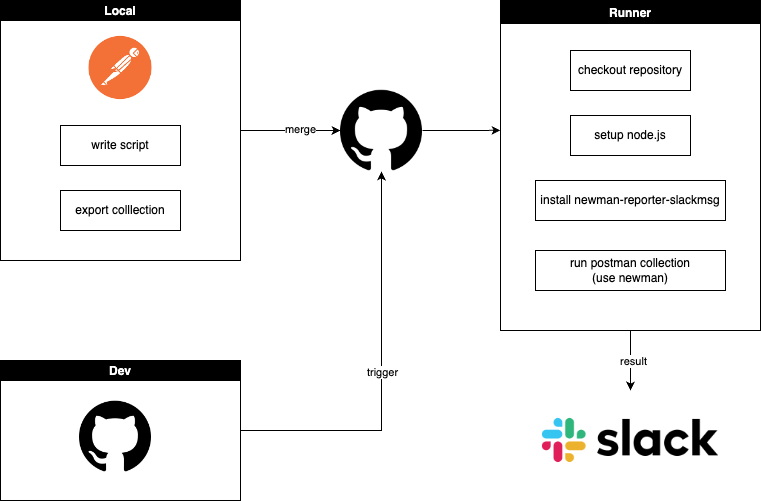 Local
write script
export colllection
merge
Runner
checkout repository
setup node.js
install newman-reporter-slackmsg
run postman collection
(use newman)
Dev
trigger
result
slack